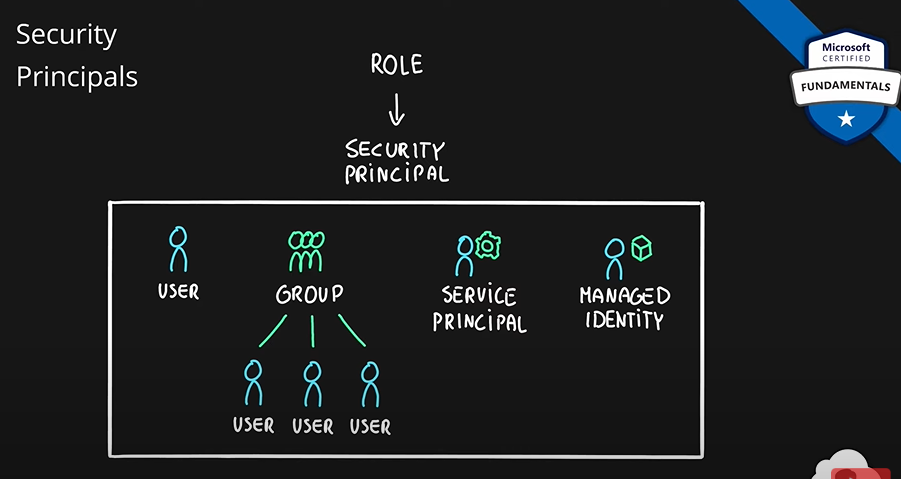 Security
Principals
ROLE
SECURITY
PRINCIPAL
Microsoft
CERTIFIED
FUNDAMENTALS
USER
GROUP
SERVICE
PRINCIPAL
MANAGED
IDENTITY
USER USER USER